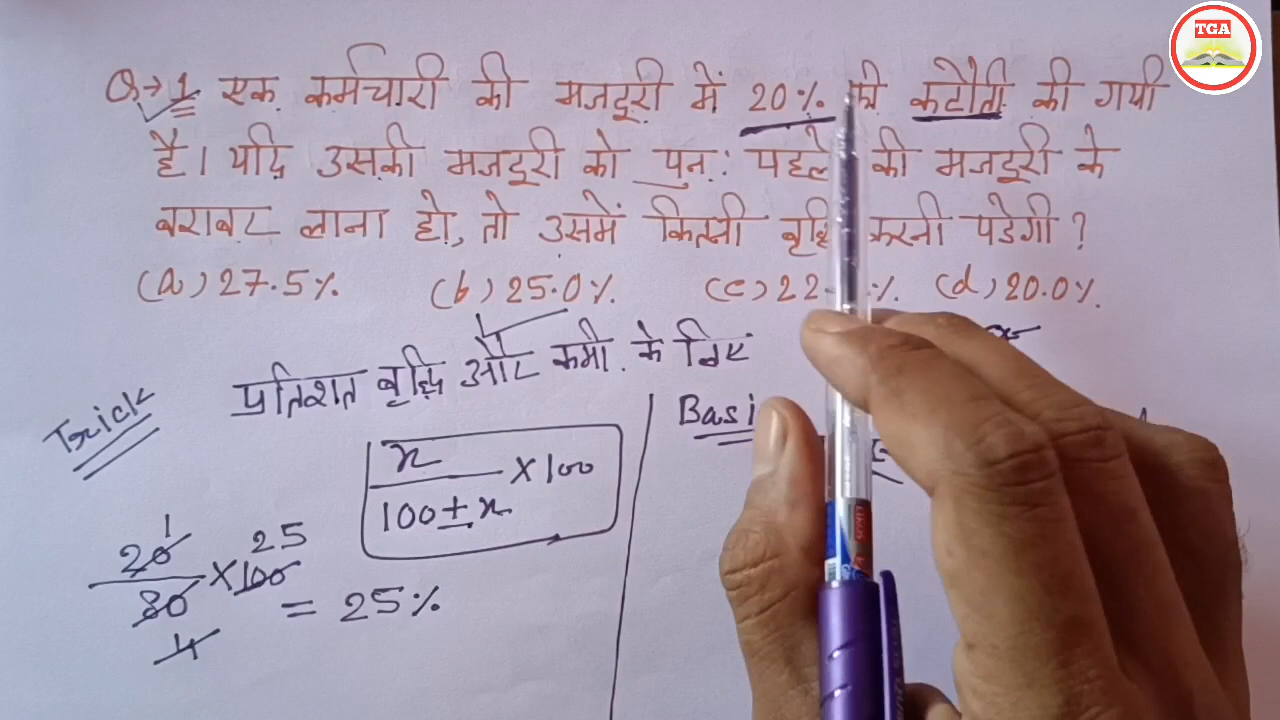 TGA
Q→1 एक कर्मचारी की मजदूरी में 20% की कटौती की गयी
है। यदि उसकी मजदूरी को पुन: पहले की मजदूरी के
बराबर लाना हो, तो उसमें कितनी वृद्धि करनी पडेगी ?
(a) 27.5% (b) 25.0% (c) 22. % (d) 20.0%
प्रतिशत वृद्धि और कमी के लिए
Trick
x/100±x ×100
Basi
20/80 ×100 = 25%
1
25
4